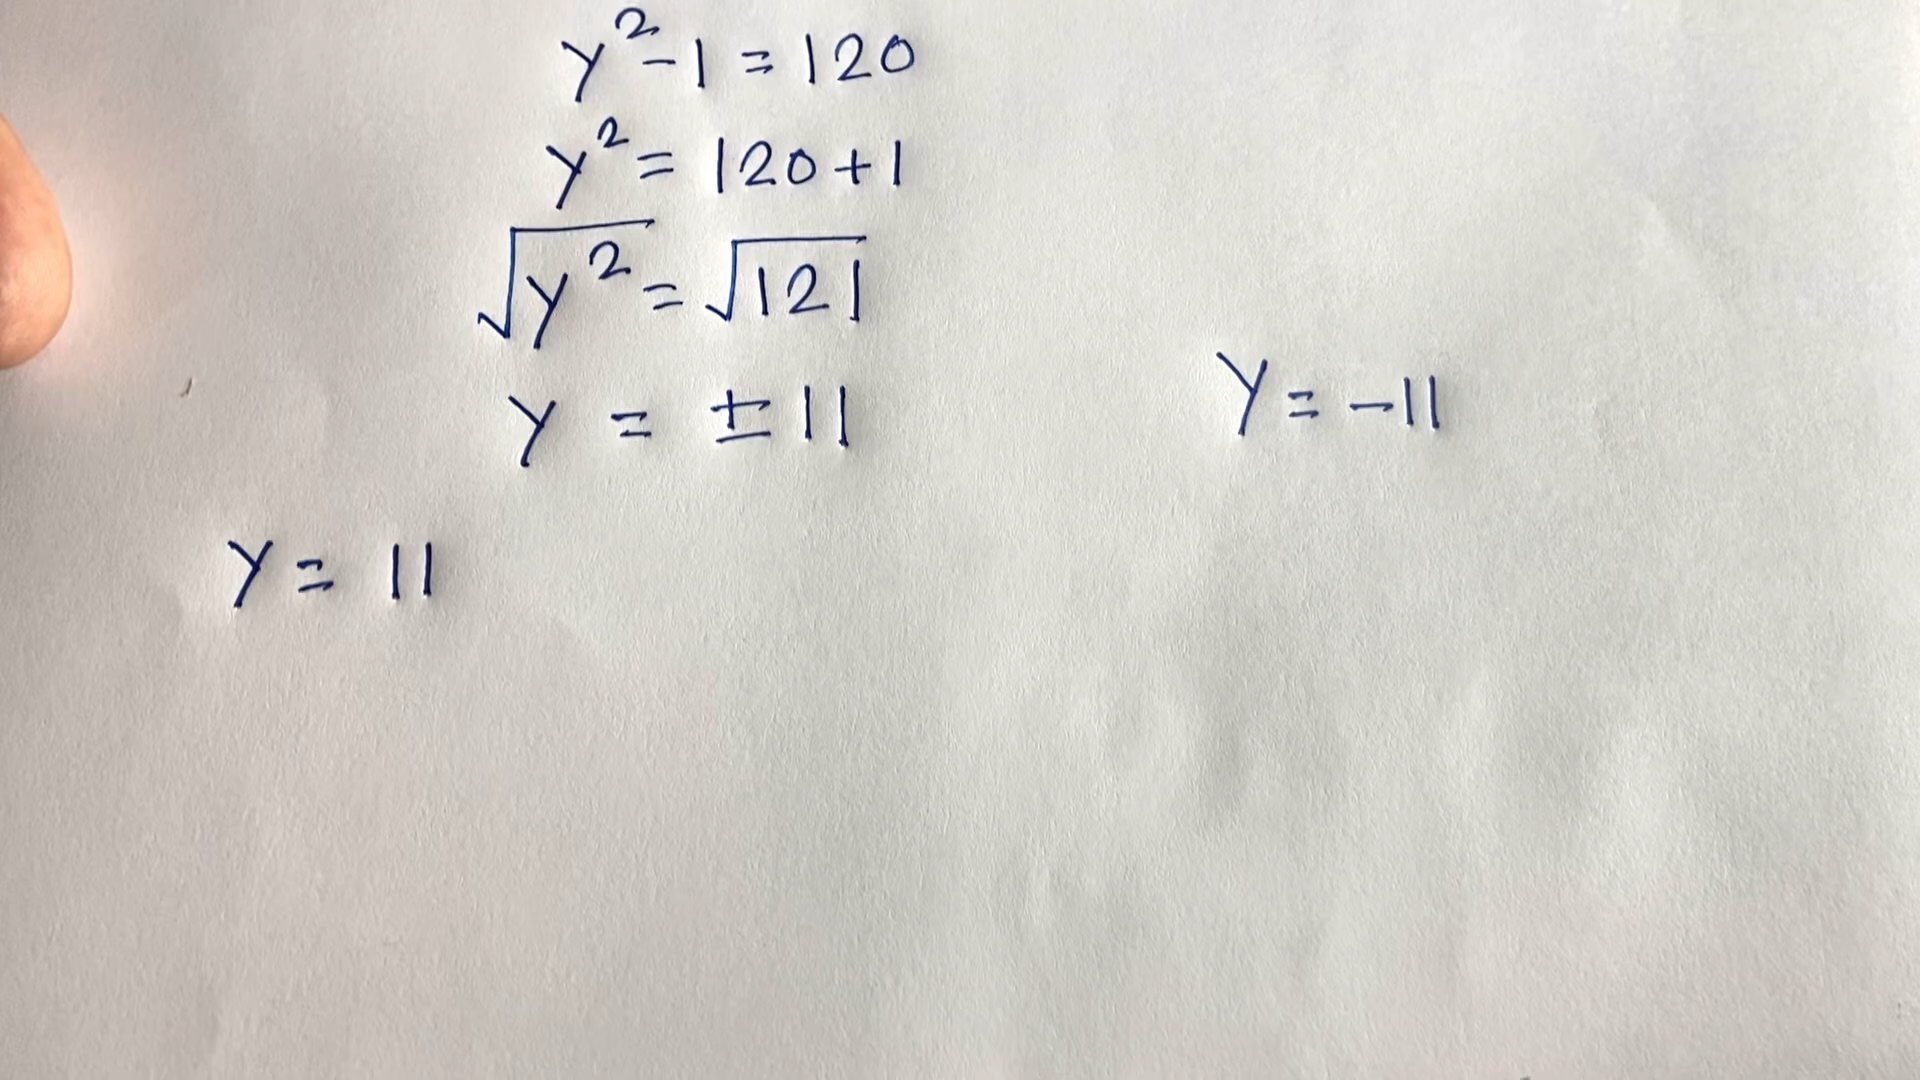 y²-1 = 120
y² = 120+1
√y² = √121
y = ±11
y = -11
y = 11